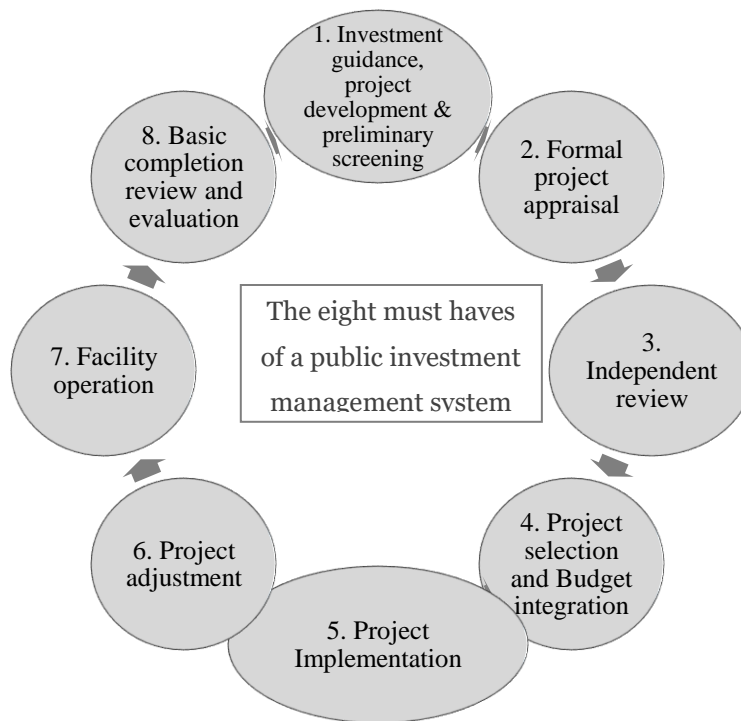 1. Investment
guidance,
project
development &
preliminary
screening
2. Formal
project
appraisal
3.
Independent
review
4. Project
selection
and Budget
integration
5. Project
Implementation
6. Project
adjustment
7. Facility
operation
8. Basic
completion
review and
evaluation
The eight must haves
of a public investment
management system